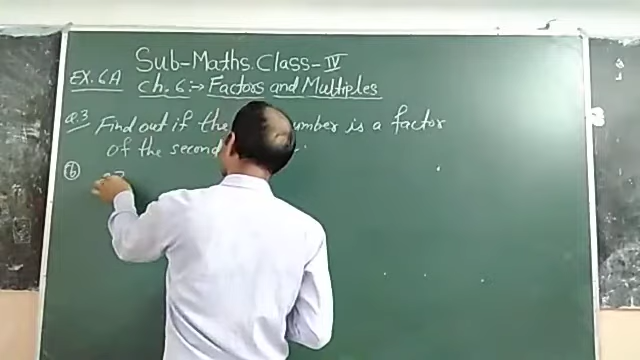 Sub-Maths. Class-IV
EX. 6A Ch. 6:- Factors and Multiples
Q.3 Find out if the number is a factor
of the second
(b)